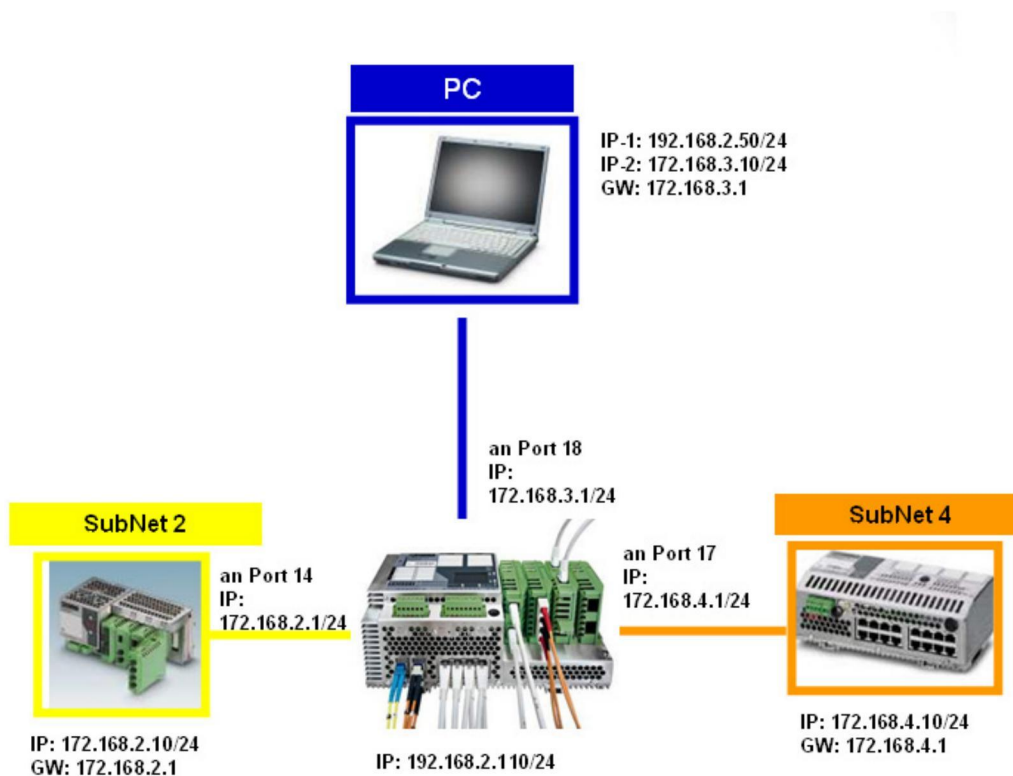 PC
IP-1: 192.168.2.50/24
IP-2: 172.168.3.10/24
GW: 172.168.3.1
an Port 18
IP:
172.168.3.1/24
SubNet 2
SubNet 4
an Port 14
IP:
172.168.2.1/24
an Port 17
IP:
172.168.4.1/24
IP: 172.168.2.10/24
GW: 172.168.2.1
IP: 192.168.2.110/24
IP: 172.168.4.10/24
GW: 172.168.4.1